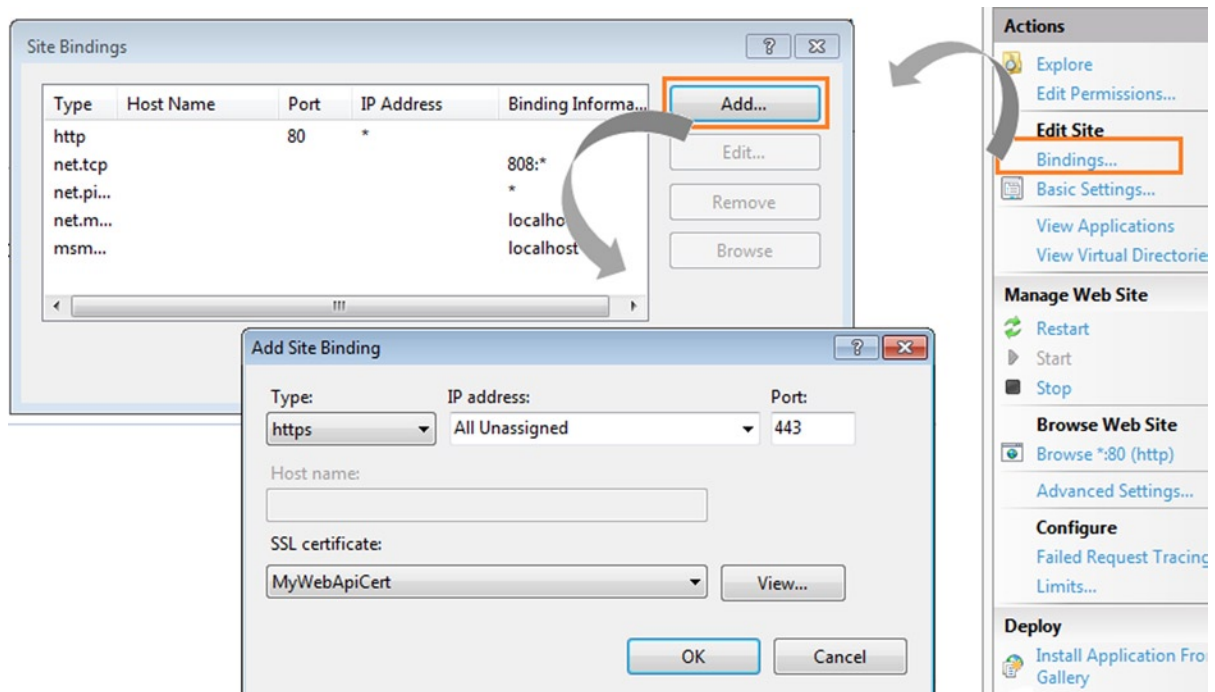 Site Bindings
Type Host Name Port IP Address Binding Informa...
http 80 *
net.tcp 808:*
net.pi... *
net.m... localho
msm... localhost
Add...
Edit...
Remove
Browse
Add Site Binding
Type: IP address: Port:
https All Unassigned 443
Host name:
SSL certificate:
MyWebApiCert View...
OK Cancel
Actions
Explore
Edit Permissions...
Edit Site
Bindings...
Basic Settings...
View Applications
View Virtual Directorie
Manage Web Site
Restart
Start
Stop
Browse Web Site
Browse *:80 (http)
Advanced Settings...
Configure
Failed Request Tracing
Limits...
Deploy
Install Application Fro
Gallery